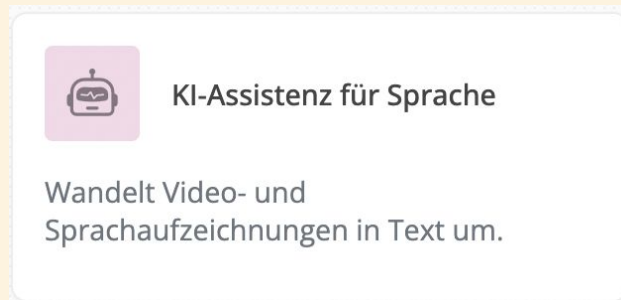 KI-Assistenz für Sprache
Wandelt Video- und
Sprachaufzeichnungen in Text um.